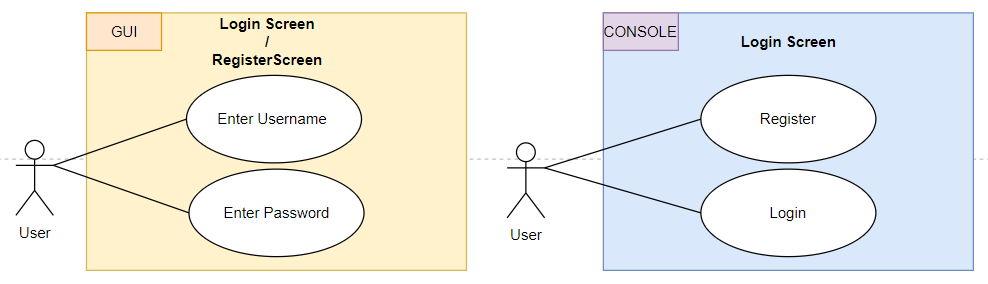 GUI
Login Screen
/
RegisterScreen
Enter Username
Enter Password
User
CONSOLE
Login Screen
Register
Login
User